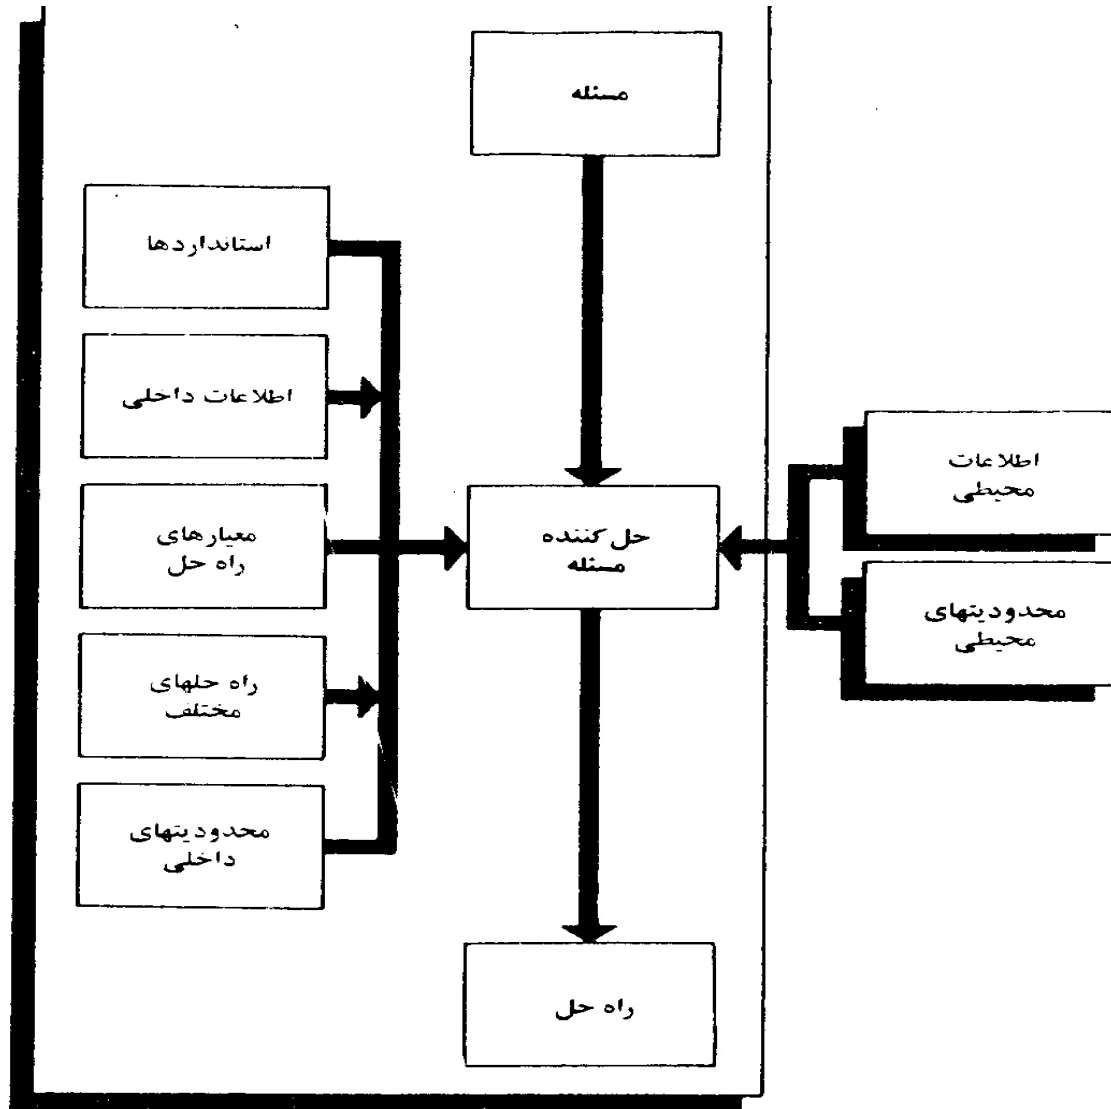 مسئله
استانداردها
اطلاعات داخلی
معیارهای
راه حل
راه حلهای
مختلف
محدودیتهای
داخلی
حل کننده
مسئله
اطلاعات
محیطی
محدودیتهای
محیطی
راه حل